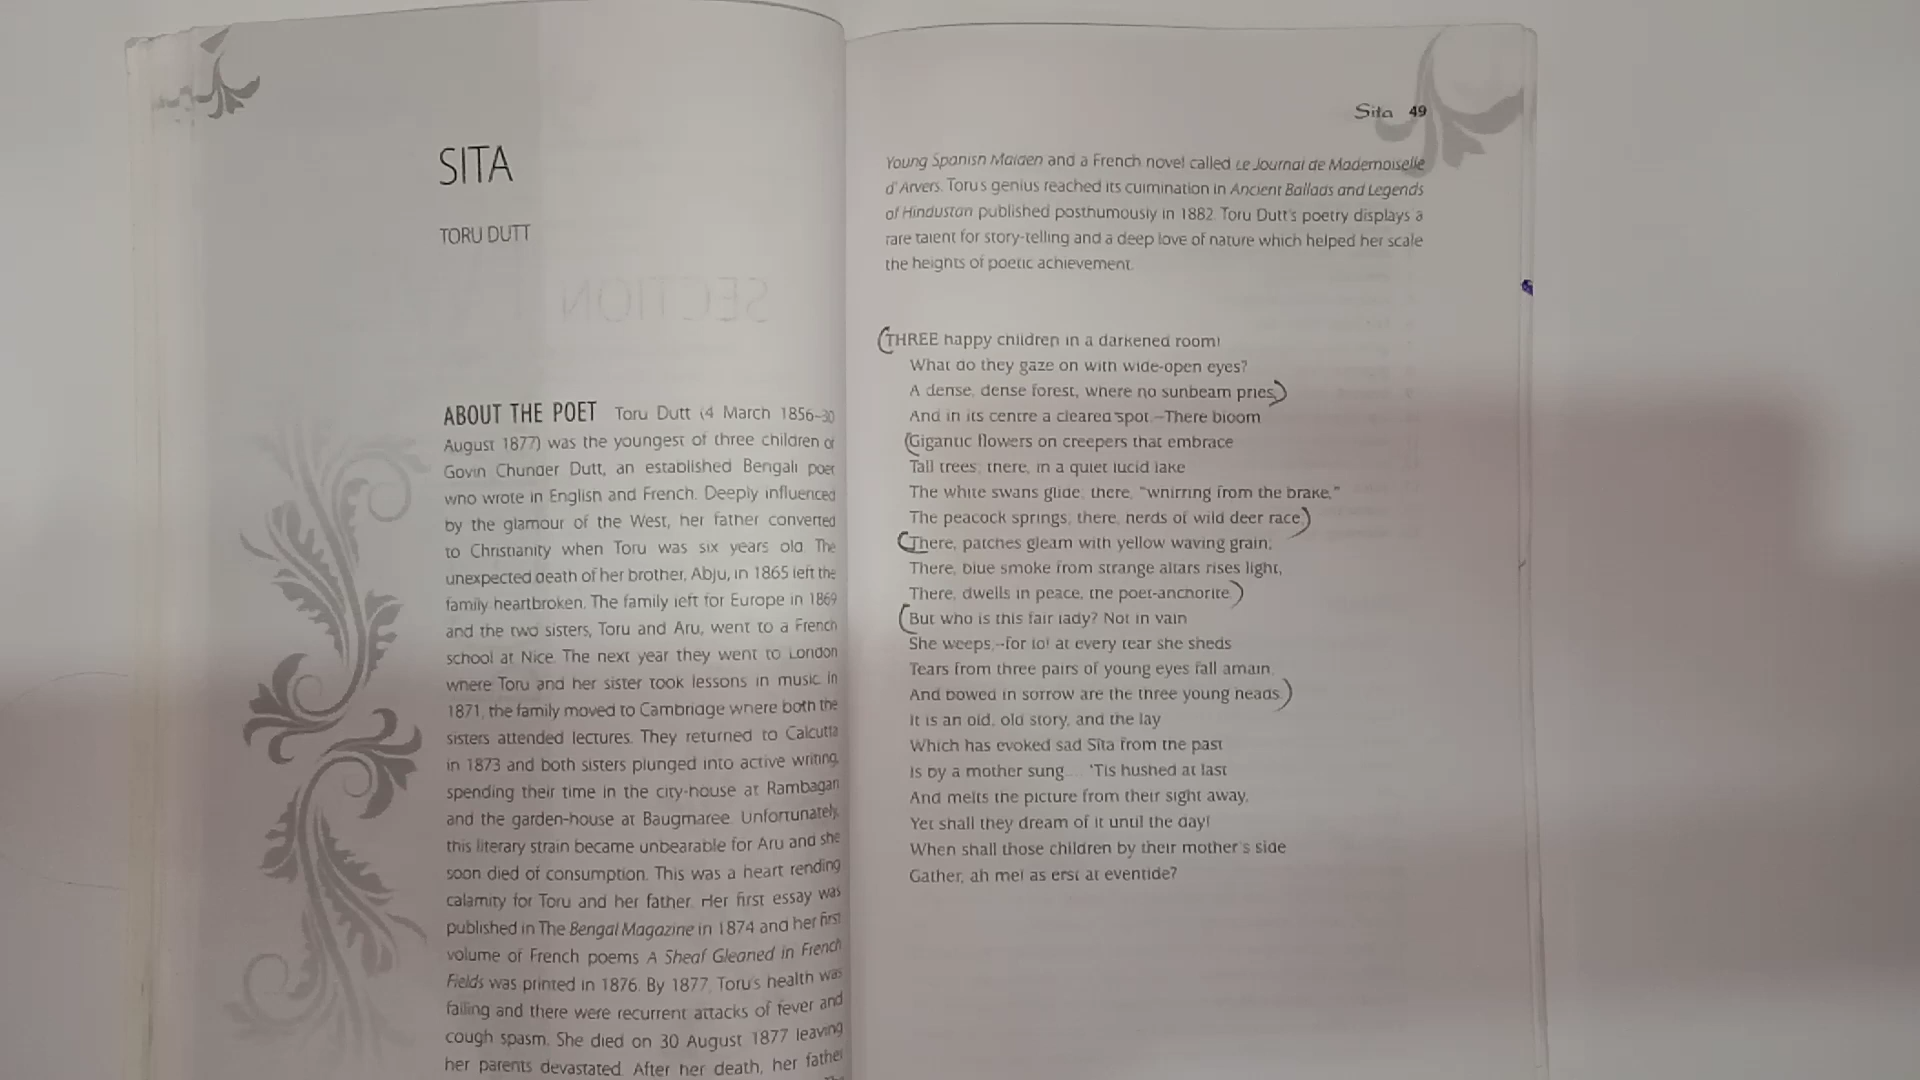 SITA
TORU DUTT
ABOUT THE POET Toru Dutt (4 March 1856–30
August 1877) was the youngest of three children of
Govin Chunder Dutt, an established Bengali poet
who wrote in English and French. Deeply influenced
by the glamour of the West, her father converted
to Christianity when Toru was six years old. The
unexpected death of her brother, Abju, in 1865 left the
family heartbroken. The family left for Europe in 1869
and the two sisters, Toru and Aru, went to a French
school at Nice. The next year they went to London
where Toru and her sister took lessons in music. In
1871, the family moved to Cambridge where both the
sisters attended lectures. They returned to Calcutta
in 1873 and both sisters plunged into active writing,
spending their time in the city-house at Rambagan
and the garden-house at Baugmaree. Unfortunately,
this literary strain became unbearable for Aru and she
soon died of consumption. This was a heart rending
calamity for Toru and her father. Her first essay was
published in The Bengal Magazine in 1874 and her first
volume of French poems A Sheaf Gleaned in French
Fields was printed in 1876. By 1877, Toru's health was
failing and there were recurrent attacks of fever and
cough spasm. She died on 30 August 1877 leaving
her parents devastated. After her death, her father
Sita 49
Young Spanish Maiden and a French novel called Le Journal de Mademoiselle
d'Arvers. Toru's genius reached its culmination in Ancient Ballads and Legends
of Hindustan published posthumously in 1882. Toru Dutt's poetry displays a
rare talent for story-telling and a deep love of nature which helped her scale
the heights of poetic achievement.
THREE happy children in a darkened room!
What do they gaze on with wide-open eyes?
A dense, dense forest, where no sunbeam pries,
And in its centre a cleared spot.—There bloom
Gigantic flowers on creepers that embrace
Tall trees; there, in a quiet lucid lake
The white swans glide; there, "whirring from the brake,"
The peacock springs; there, herds of wild deer race;
There, patches gleam with yellow waving grain;
There, blue smoke from strange altars rises light,
There, dwells in peace, the poet-anchorite.
But who is this fair lady? Not in vain
She weeps,—for lo! at every tear she sheds
Tears from three pairs of young eyes fall amain,
And bowed in sorrow are the three young heads.
It is an old, old story, and the lay
Which has evoked sad Sita from the past
Is by a mother sung.... 'Tis hushed at last
And melts the picture from their sight away,
Yet shall they dream of it until the day!
When shall those children by their mother's side
Gather, ah me! as erst at eventide?